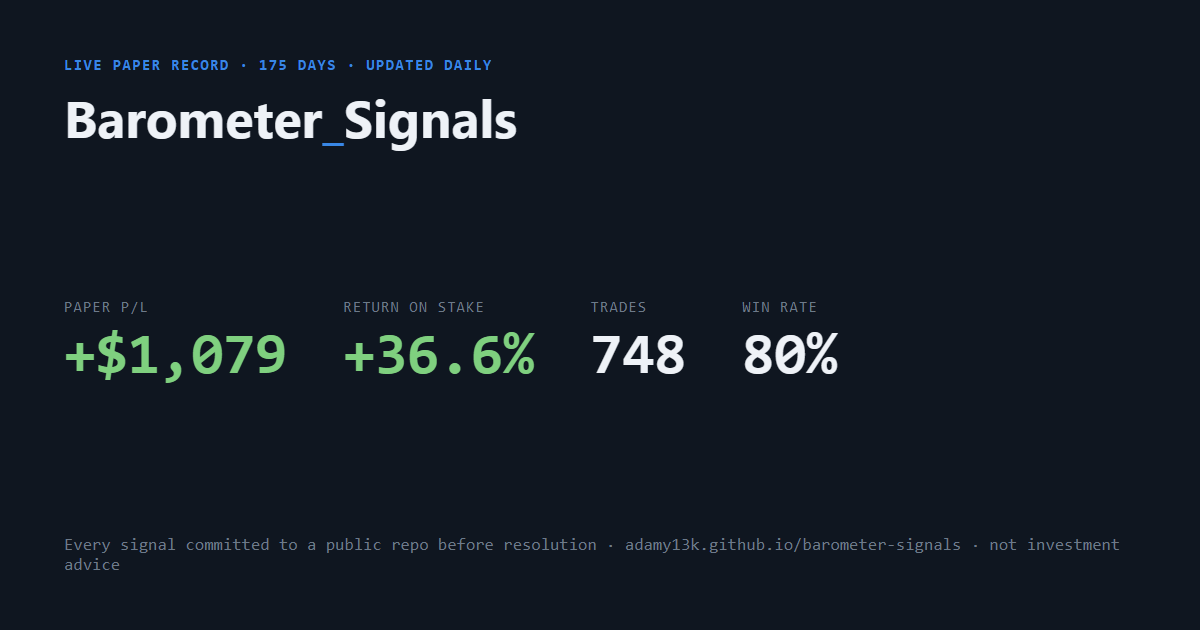 LIVE PAPER RECORD · 175 DAYS · UPDATED DAILY
Barometer_Signals
PAPER P/L
+$1,079
RETURN ON STAKE
+36.6%
TRADES
748
WIN RATE
80%
Every signal committed to a public repo before resolution · adamy13k.github.io/barometer-signals · not investment
advice